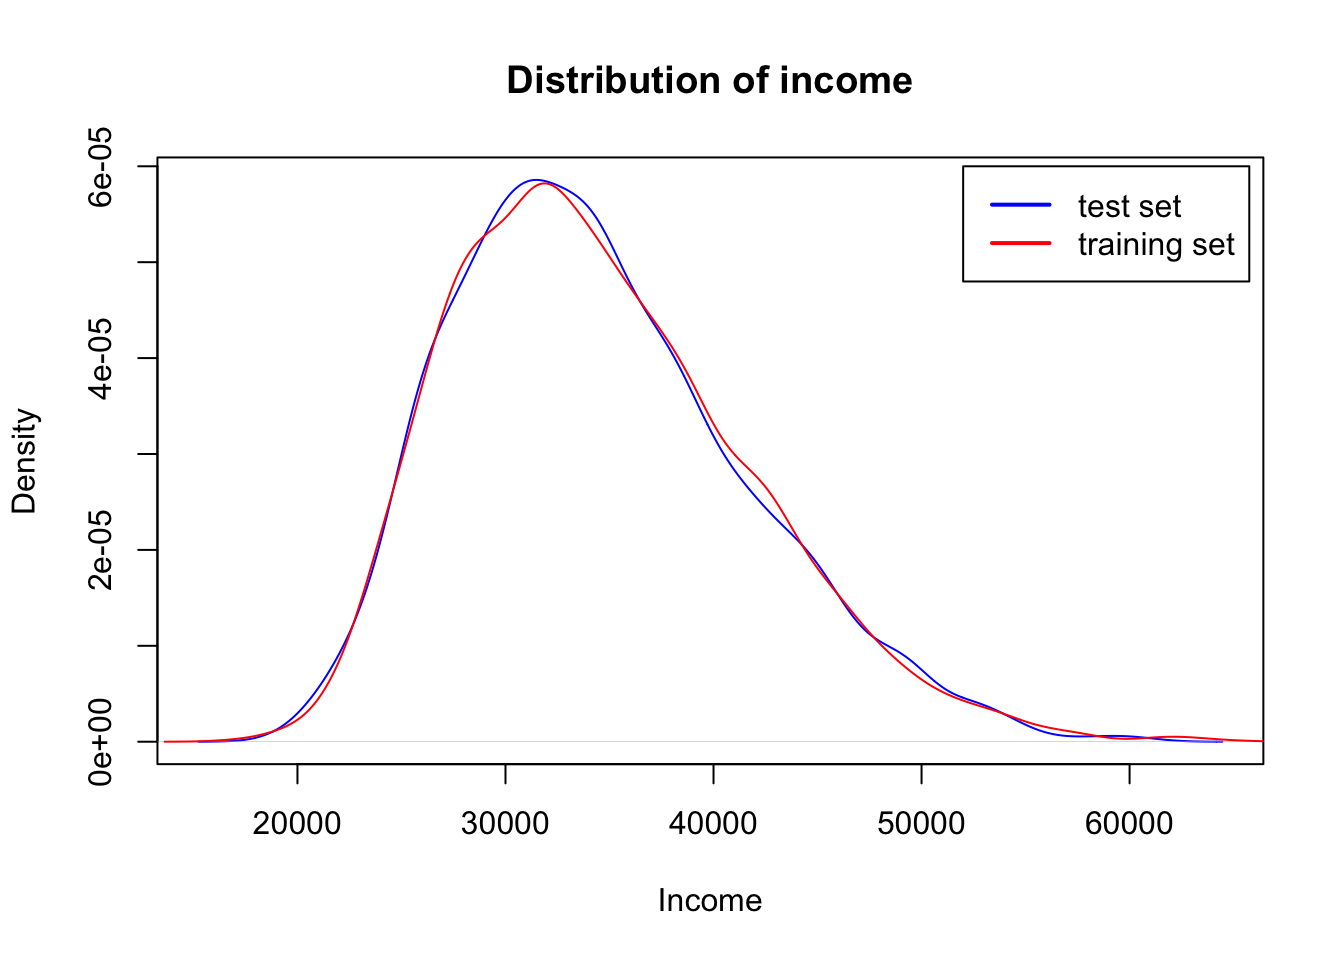 Distribution of income
test set
training set
6e-05
4e-05
2e-05
0e+00
Density
20000 30000 40000 50000 60000
Income